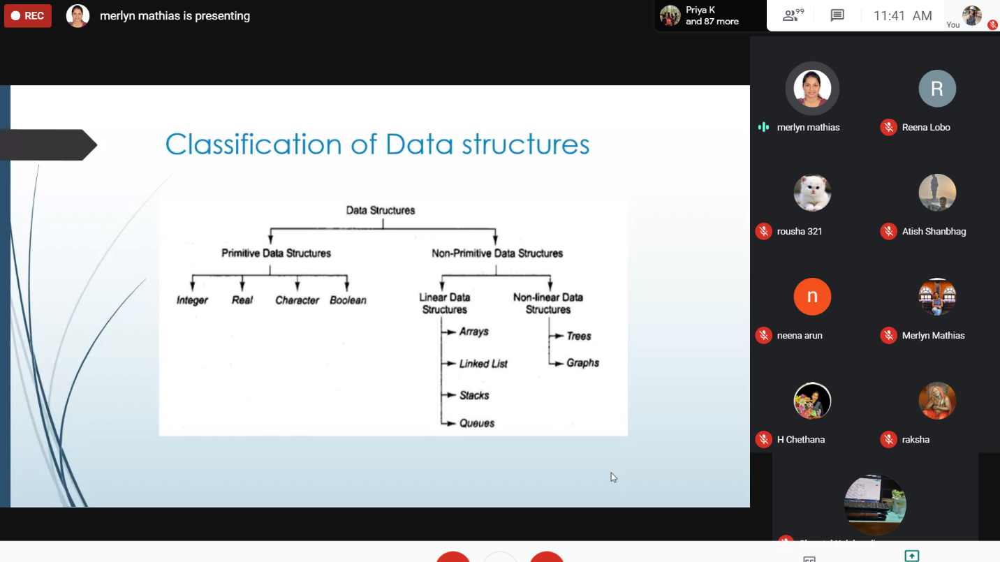 REC
merlyn mathias is presenting
Priya K
and 87 more
99
11:41 AM
You
Classification of Data structures
Data Structures
Primitive Data Structures
Non-Primitive Data Structures
Integer
Real
Character
Boolean
Linear Data
Structures
Non-linear Data
Structures
Arrays
Linked List
Stacks
Queues
Trees
Graphs
merlyn mathias
R
Reena Lobo
rousha 321
Atish Shanbhag
n
neena arun
Merlyn Mathias
H Chethana
raksha